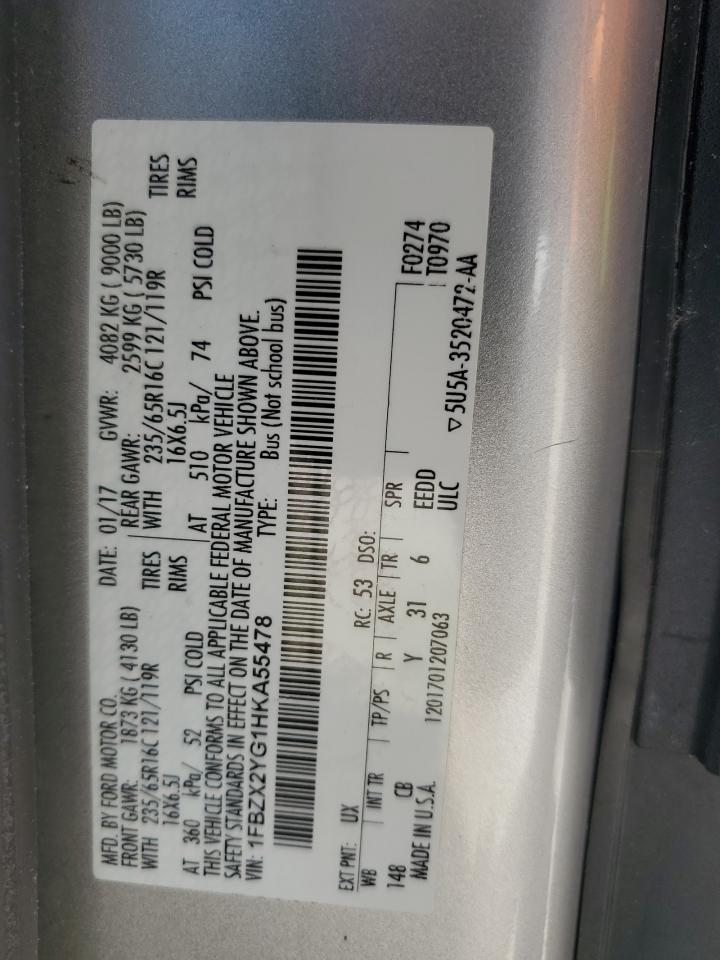 MFD. BY FORD MOTOR CO. DATE: 01/17 GVWR: 4082 KG ( 9000 LB)
FRONT GAWR: 1873 KG ( 4130 LB) REAR GAWR: 2599 KG ( 5730 LB)
WITH 235/65R16C 121/119R TIRES WITH 235/65R16C 121/119R TIRES
16X6.5J RIMS 16X6.5J RIMS
AT 360 kPa/ 52 PSI COLD AT 510 kPa/ 74 PSI COLD
THIS VEHICLE CONFORMS TO ALL APPLICABLE FEDERAL MOTOR VEHICLE
SAFETY STANDARDS IN EFFECT ON THE DATE OF MANUFACTURE SHOWN ABOVE.
VIN: 1FBZX2YG1HKA55478 TYPE: Bus (Not school bus)
EXT PNT: UX RC: 53 DSO:
WB INT TR TP/PS R AXLE TR SPR F0274
148 CB Y 31 6 EEDD T0970
MADE IN U.S.A. 1201701207063 ULC ▽5U5A-3520472-AA